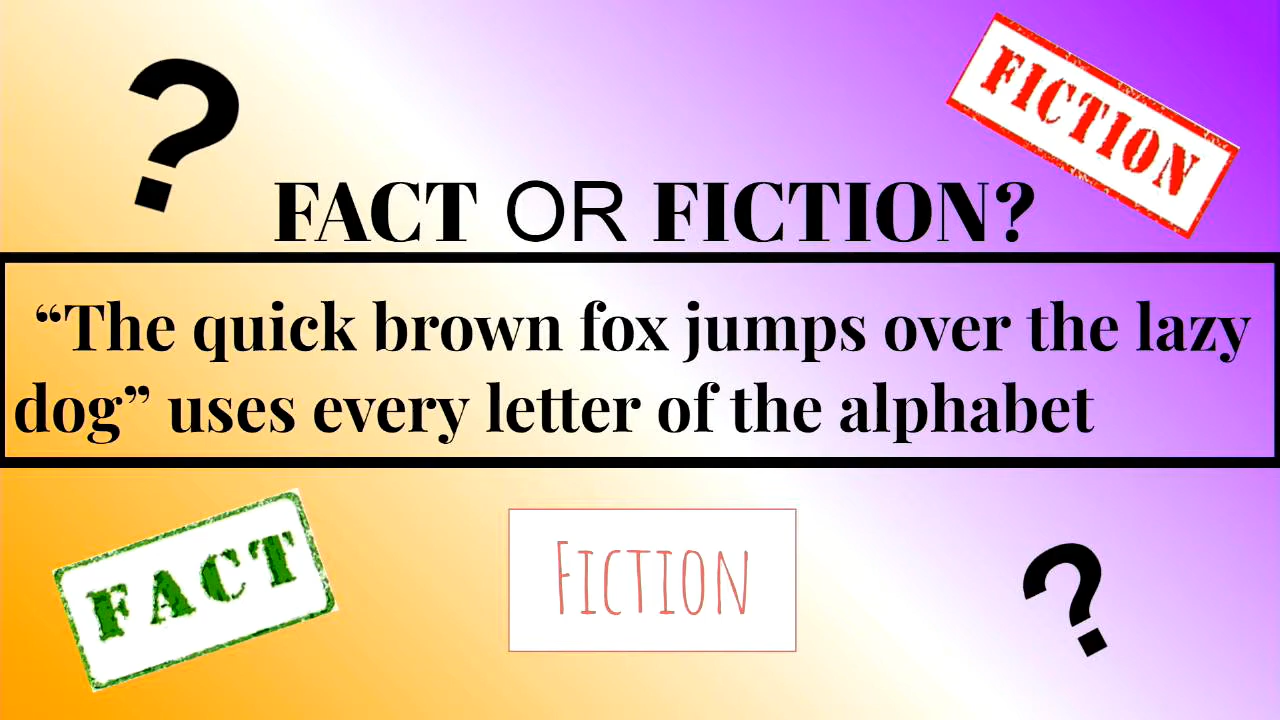 ?
FICTION
FACT OR FICTION?
“The quick brown fox jumps over the lazy
dog” uses every letter of the alphabet
FACT
FICTION
?